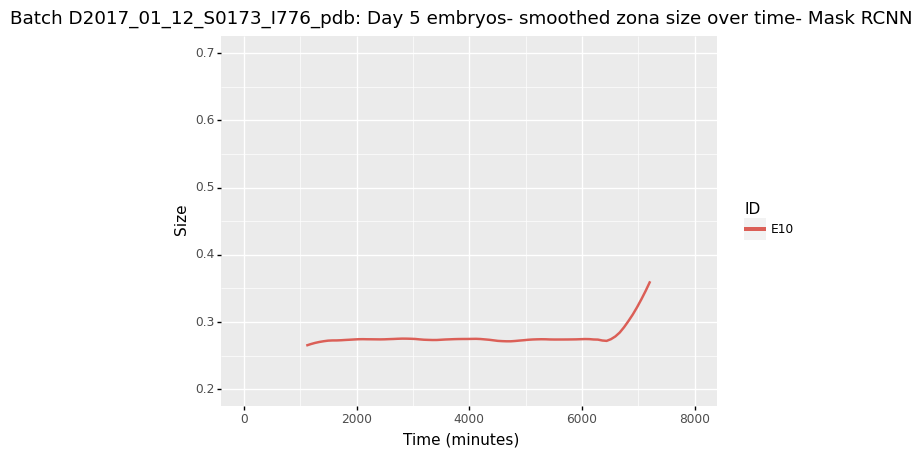 Batch D2017_01_12_S0173_I776_pdb: Day 5 embryos- smoothed zona size over time- Mask RCNN
0.7
0.6
0.5
0.4
0.3
0.2
Size
0 2000 4000 6000 8000
Time (minutes)
ID
E10